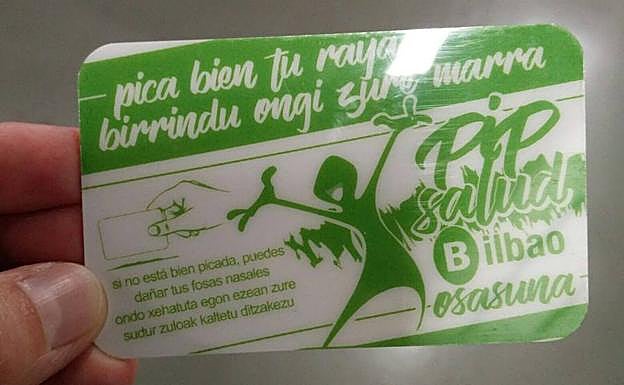 pica bien tu raya
birrindu ongi zure marra
PiP
salud
Bilbao
osasuna
si no está bien picada, puedes
dañar tus fosas nasales
ondo xehatuta egon ezean zure
sudur zuloak kaltetu ditzakezu